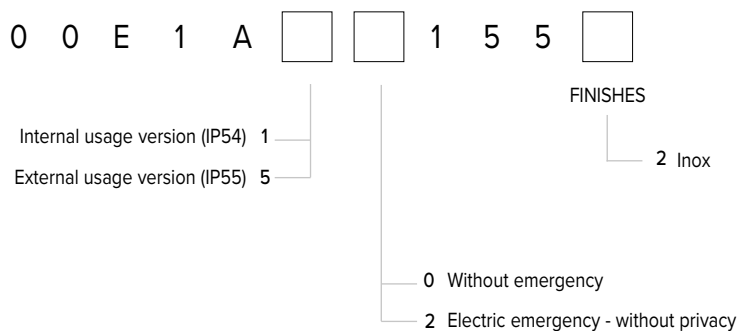 0 0 E 1 A 1 5 5
FINISHES
Internal usage version (IP54) 1
2 Inox
External usage version (IP55) 5
0 Without emergency
2 Electric emergency - without privacy